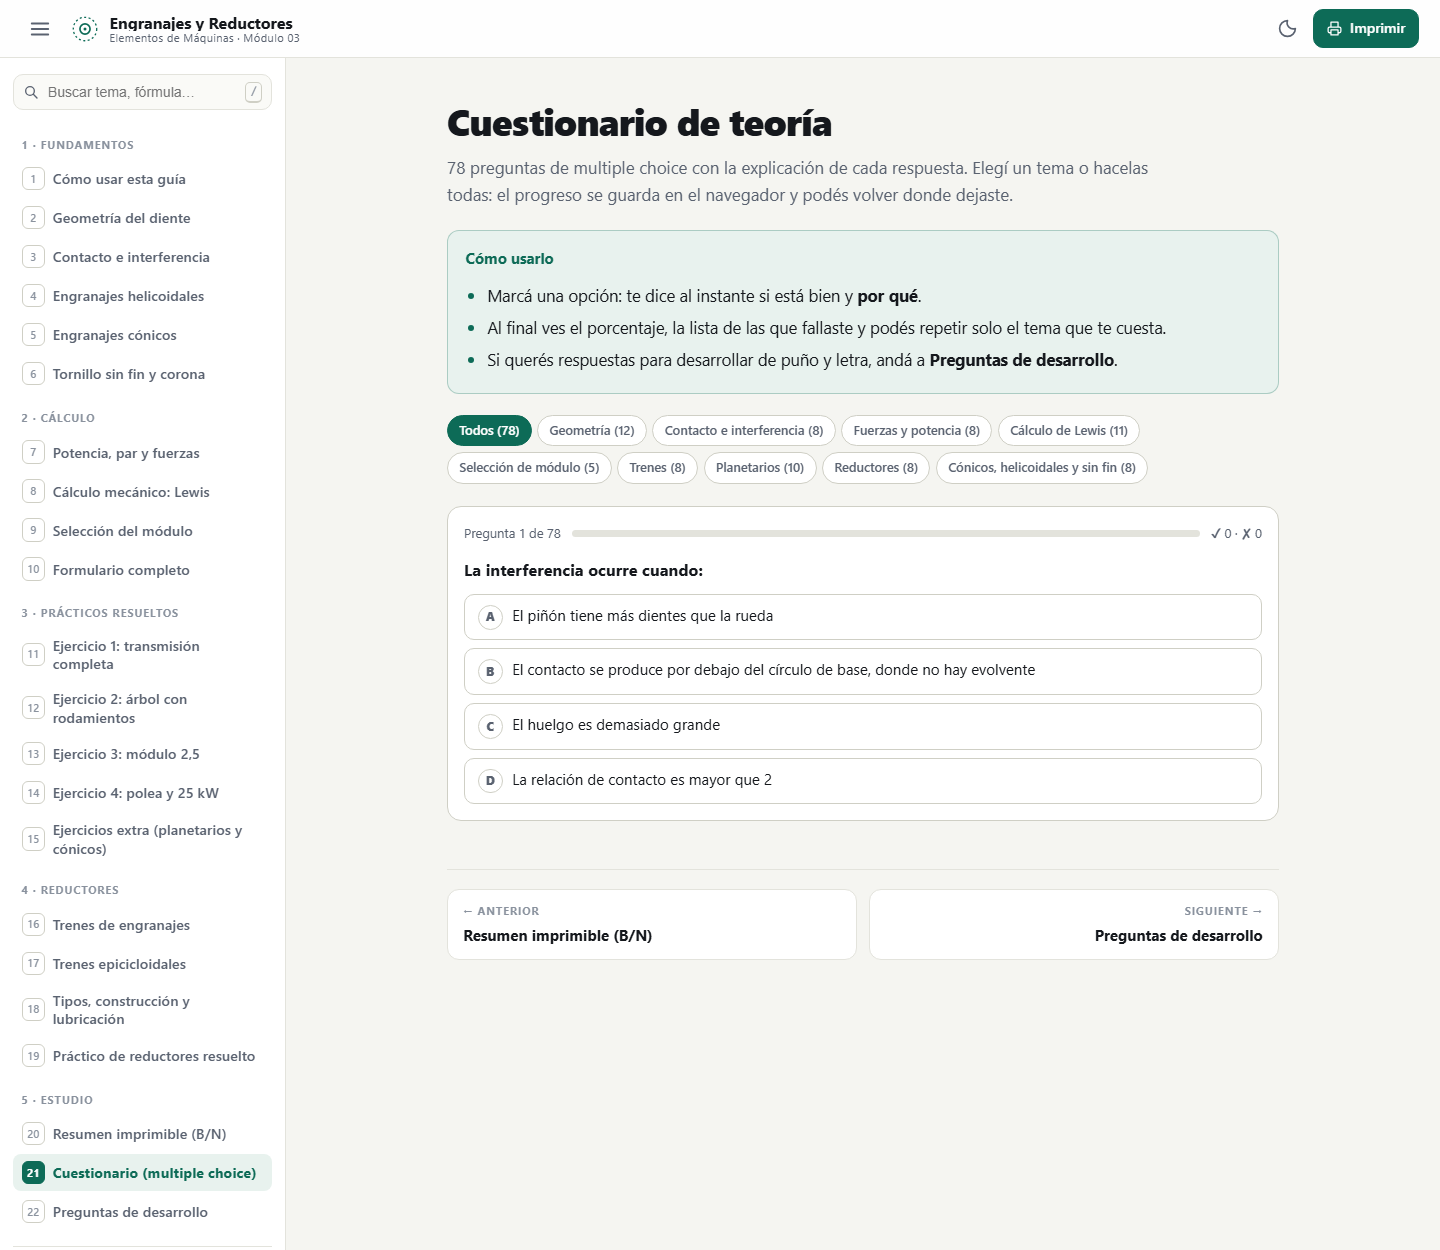 Engranajes y Reductores
Elementos de Máquinas · Módulo 03
Imprimir
Buscar tema, fórmula...
/
1 · FUNDAMENTOS
1 Cómo usar esta guía
2 Geometría del diente
3 Contacto e interferencia
4 Engranajes helicoidales
5 Engranajes cónicos
6 Tornillo sin fin y corona
2 · CÁLCULO
7 Potencia, par y fuerzas
8 Cálculo mecánico: Lewis
9 Selección del módulo
10 Formulario completo
3 · PRÁCTICOS RESUELTOS
11 Ejercicio 1: transmisión
completa
12 Ejercicio 2: árbol con
rodamientos
13 Ejercicio 3: módulo 2,5
14 Ejercicio 4: polea y 25 kW
15 Ejercicios extra (planetarios y
cónicos)
4 · REDUCTORES
16 Trenes de engranajes
17 Trenes epicicloidales
18 Tipos, construcción y
lubricación
19 Práctico de reductores resuelto
5 · ESTUDIO
20 Resumen imprimible (B/N)
21 Cuestionario (multiple choice)
22 Preguntas de desarrollo
Cuestionario de teoría
78 preguntas de multiple choice con la explicación de cada respuesta. Elegí un tema o hacelas
todas: el progreso se guarda en el navegador y podés volver donde dejaste.
Cómo usarlo
• Marcá una opción: te dice al instante si está bien y por qué.
• Al final ves el porcentaje, la lista de las que fallaste y podés repetir solo el tema que te cuesta.
• Si querés respuestas para desarrollar de puño y letra, andá a Preguntas de desarrollo.
Todos (78) Geometría (12) Contacto e interferencia (8) Fuerzas y potencia (8) Cálculo de Lewis (11)
Selección de módulo (5) Trenes (8) Planetarios (10) Reductores (8) Cónicos, helicoidales y sin fin (8)
Pregunta 1 de 78 ✓ 0 · ✗ 0
La interferencia ocurre cuando:
A El piñón tiene más dientes que la rueda
B El contacto se produce por debajo del círculo de base, donde no hay evolvente
C El huelgo es demasiado grande
D La relación de contacto es mayor que 2
← ANTERIOR
Resumen imprimible (B/N)
SIGUIENTE →
Preguntas de desarrollo